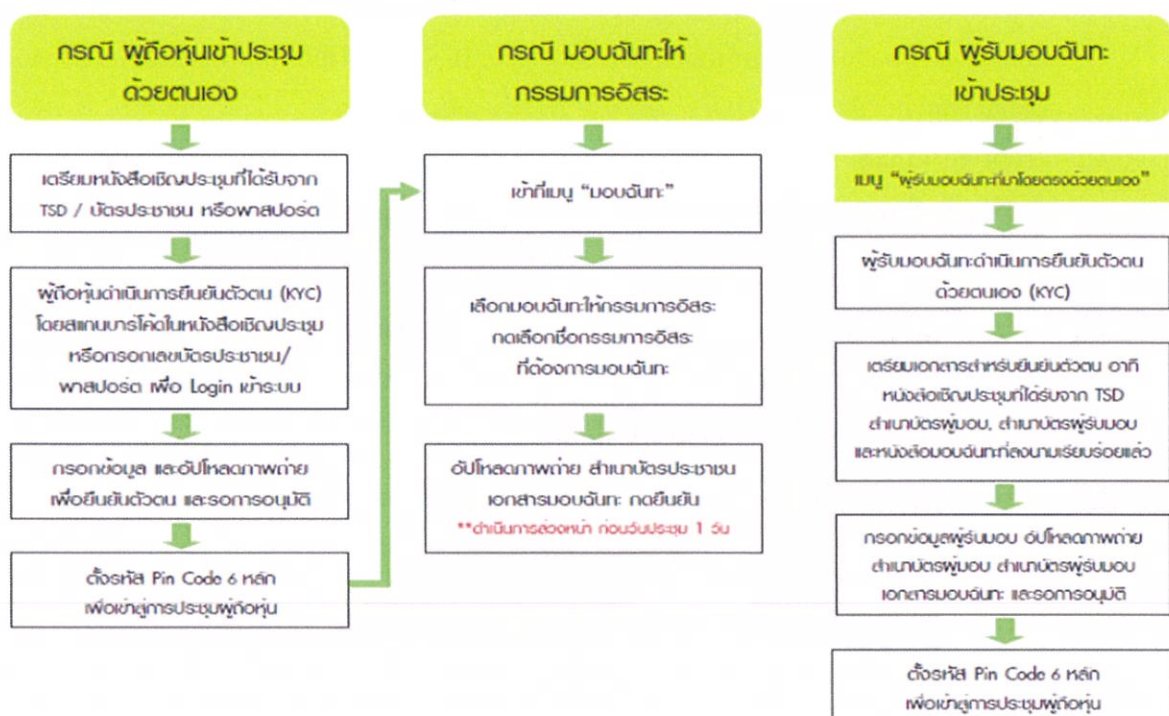 กรณี ผู้ถือหุ้นเข้าประชุม
ด้วยตนเอง
เตรียมหนังสือเชิญประชุมที่ได้รับจาก
TSD / บัตรประชาชน หรือพาสปอร์ต
ผู้ถือหุ้นดำเนินการยืนยันตัวตน (KYC)
โดยสแกนบาร์โค้ดในหนังสือเชิญประชุม
หรือกรอกเลขบัตรประชาชน/
พาสปอร์ต เพื่อ Login เข้าระบบ
กรอกข้อมูล และอัปโหลดภาพถ่าย
เพื่อยืนยันตัวตน และรอการอนุมัติ
ตั้งรหัส Pin Code 6 หลัก
เพื่อเข้าสู่การประชุมผู้ถือหุ้น
กรณี มอบฉันทะให้
กรรมการอิสระ
เข้าที่เมนู “มอบฉันทะ”
เลือกมอบฉันทะให้กรรมการอิสระ
กดเลือกชื่อกรรมการอิสระ
ที่ต้องการมอบฉันทะ
อัปโหลดภาพถ่าย สำเนาบัตรประชาชน
เอกสารมอบฉันทะ กดยืนยัน
**ดำเนินการล่วงหน้า ก่อนวันประชุม 1 วัน
กรณี ผู้รับมอบฉันทะ
เข้าประชุม
เมนู “ผู้รับมอบฉันทะที่มาโดยตรงด้วยตนเอง”
ผู้รับมอบฉันทะดำเนินการยืนยันตัวตน
ด้วยตนเอง (KYC)
เตรียมเอกสารสำหรับยืนยันตัวตน อาทิ
หนังสือเชิญประชุมที่ได้รับจาก TSD
สำเนาบัตรผู้มอบ, สำเนาบัตรผู้รับมอบ
และหนังสือมอบฉันทะที่ลงนามเรียบร้อยแล้ว
กรอกข้อมูลผู้รับมอบ อัปโหลดภาพถ่าย
สำเนาบัตรผู้มอบ สำเนาบัตรผู้รับมอบ
เอกสารมอบฉันทะ และรอการอนุมัติ
ตั้งรหัส Pin Code 6 หลัก
เพื่อเข้าสู่การประชุมผู้ถือหุ้น